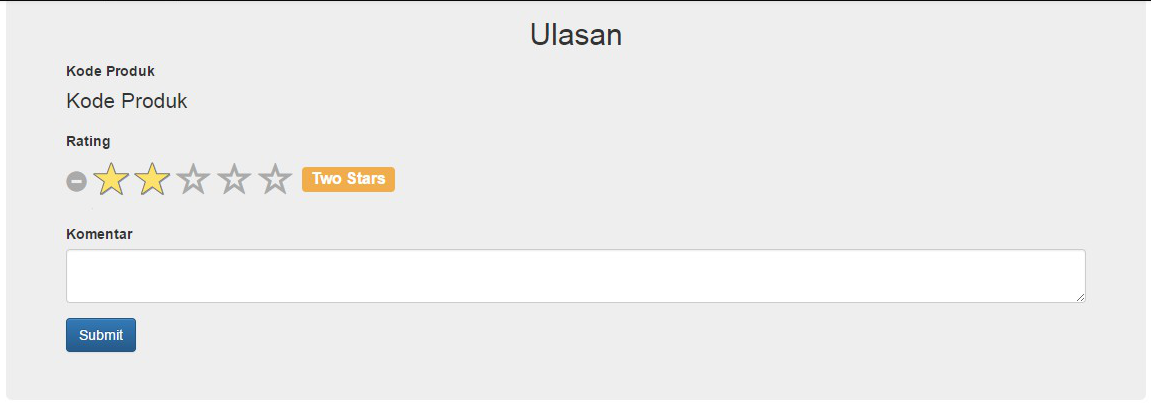 Ulasan
Kode Produk
Kode Produk
Rating
Two Stars
Komentar
Submit